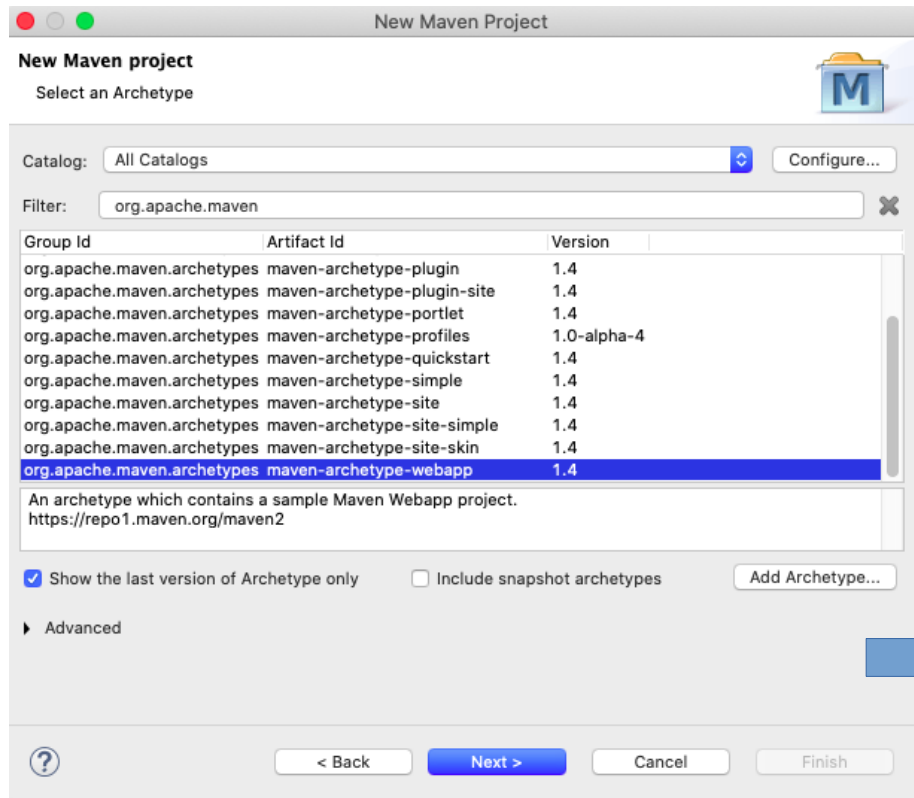 New Maven Project
New Maven project
Select an Archetype
M
Catalog: All Catalogs Configure...
Filter: org.apache.maven
Group Id Artifact Id Version
org.apache.maven.archetypes maven-archetype-plugin 1.4
org.apache.maven.archetypes maven-archetype-plugin-site 1.4
org.apache.maven.archetypes maven-archetype-portlet 1.4
org.apache.maven.archetypes maven-archetype-profiles 1.0-alpha-4
org.apache.maven.archetypes maven-archetype-quickstart 1.4
org.apache.maven.archetypes maven-archetype-simple 1.4
org.apache.maven.archetypes maven-archetype-site 1.4
org.apache.maven.archetypes maven-archetype-site-simple 1.4
org.apache.maven.archetypes maven-archetype-site-skin 1.4
org.apache.maven.archetypes maven-archetype-webapp 1.4
An archetype which contains a sample Maven Webapp project.
https://repo1.maven.org/maven2
Show the last version of Archetype only Include snapshot archetypes Add Archetype...
Advanced
? < Back Next > Cancel Finish